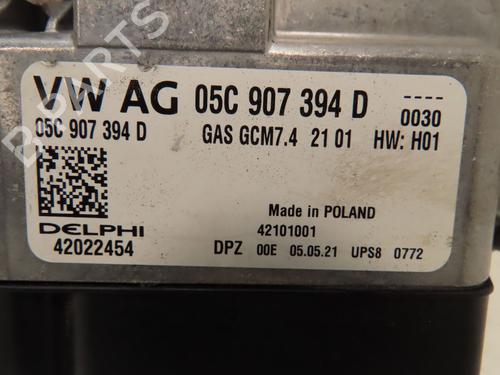 VW AG 05C 907 394 D ----
0030
05C 907 394 D GAS GCM7.4 21 01 HW: H01
Made in POLAND
DELPHI 42101001
42022454 DPZ 00E 05.05.21 UPS8 0772
B PARTS